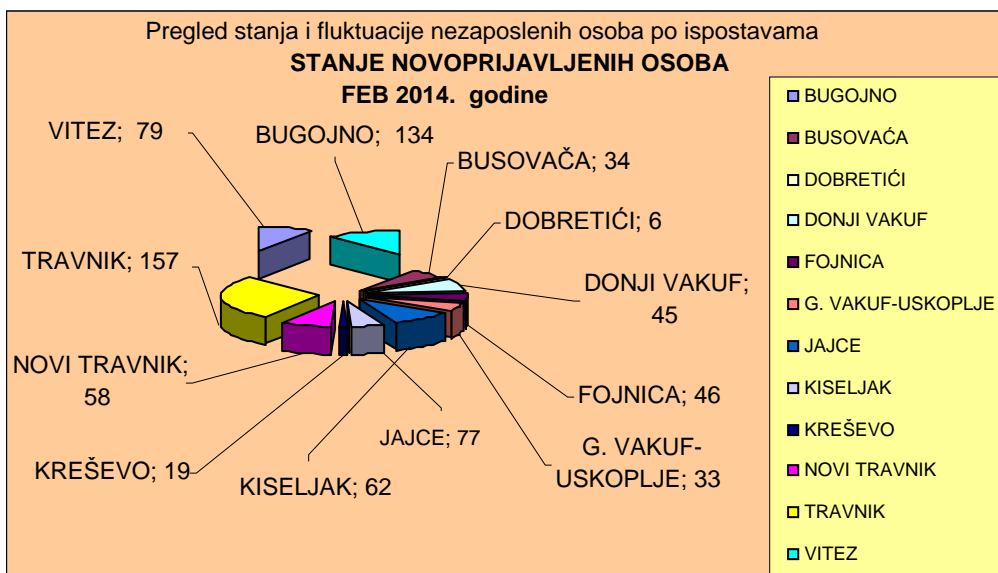 Pregled stanja i fluktuacije nezaposlenih osoba po ispostavama
STANJE NOVOPRIJAVLJENIH OSOBA
FEB 2014. godine
VITEZ; 79
BUGOJNO; 134
BUSOVAČA; 34
DOBRETIĆI; 6
DONJI VAKUF;
45
FOJNICA; 46
G. VAKUF-
USKOPLJE; 33
JAJCE; 77
KISELJAK; 62
KREŠEVO; 19
NOVI TRAVNIK;
58
TRAVNIK; 157
BUGOJNO
BUSOVAĆA
DOBRETIĆI
DONJI VAKUF
FOJNICA
G. VAKUF-USKOPLJE
JAJCE
KISELJAK
KREŠEVO
NOVI TRAVNIK
TRAVNIK
VITEZ